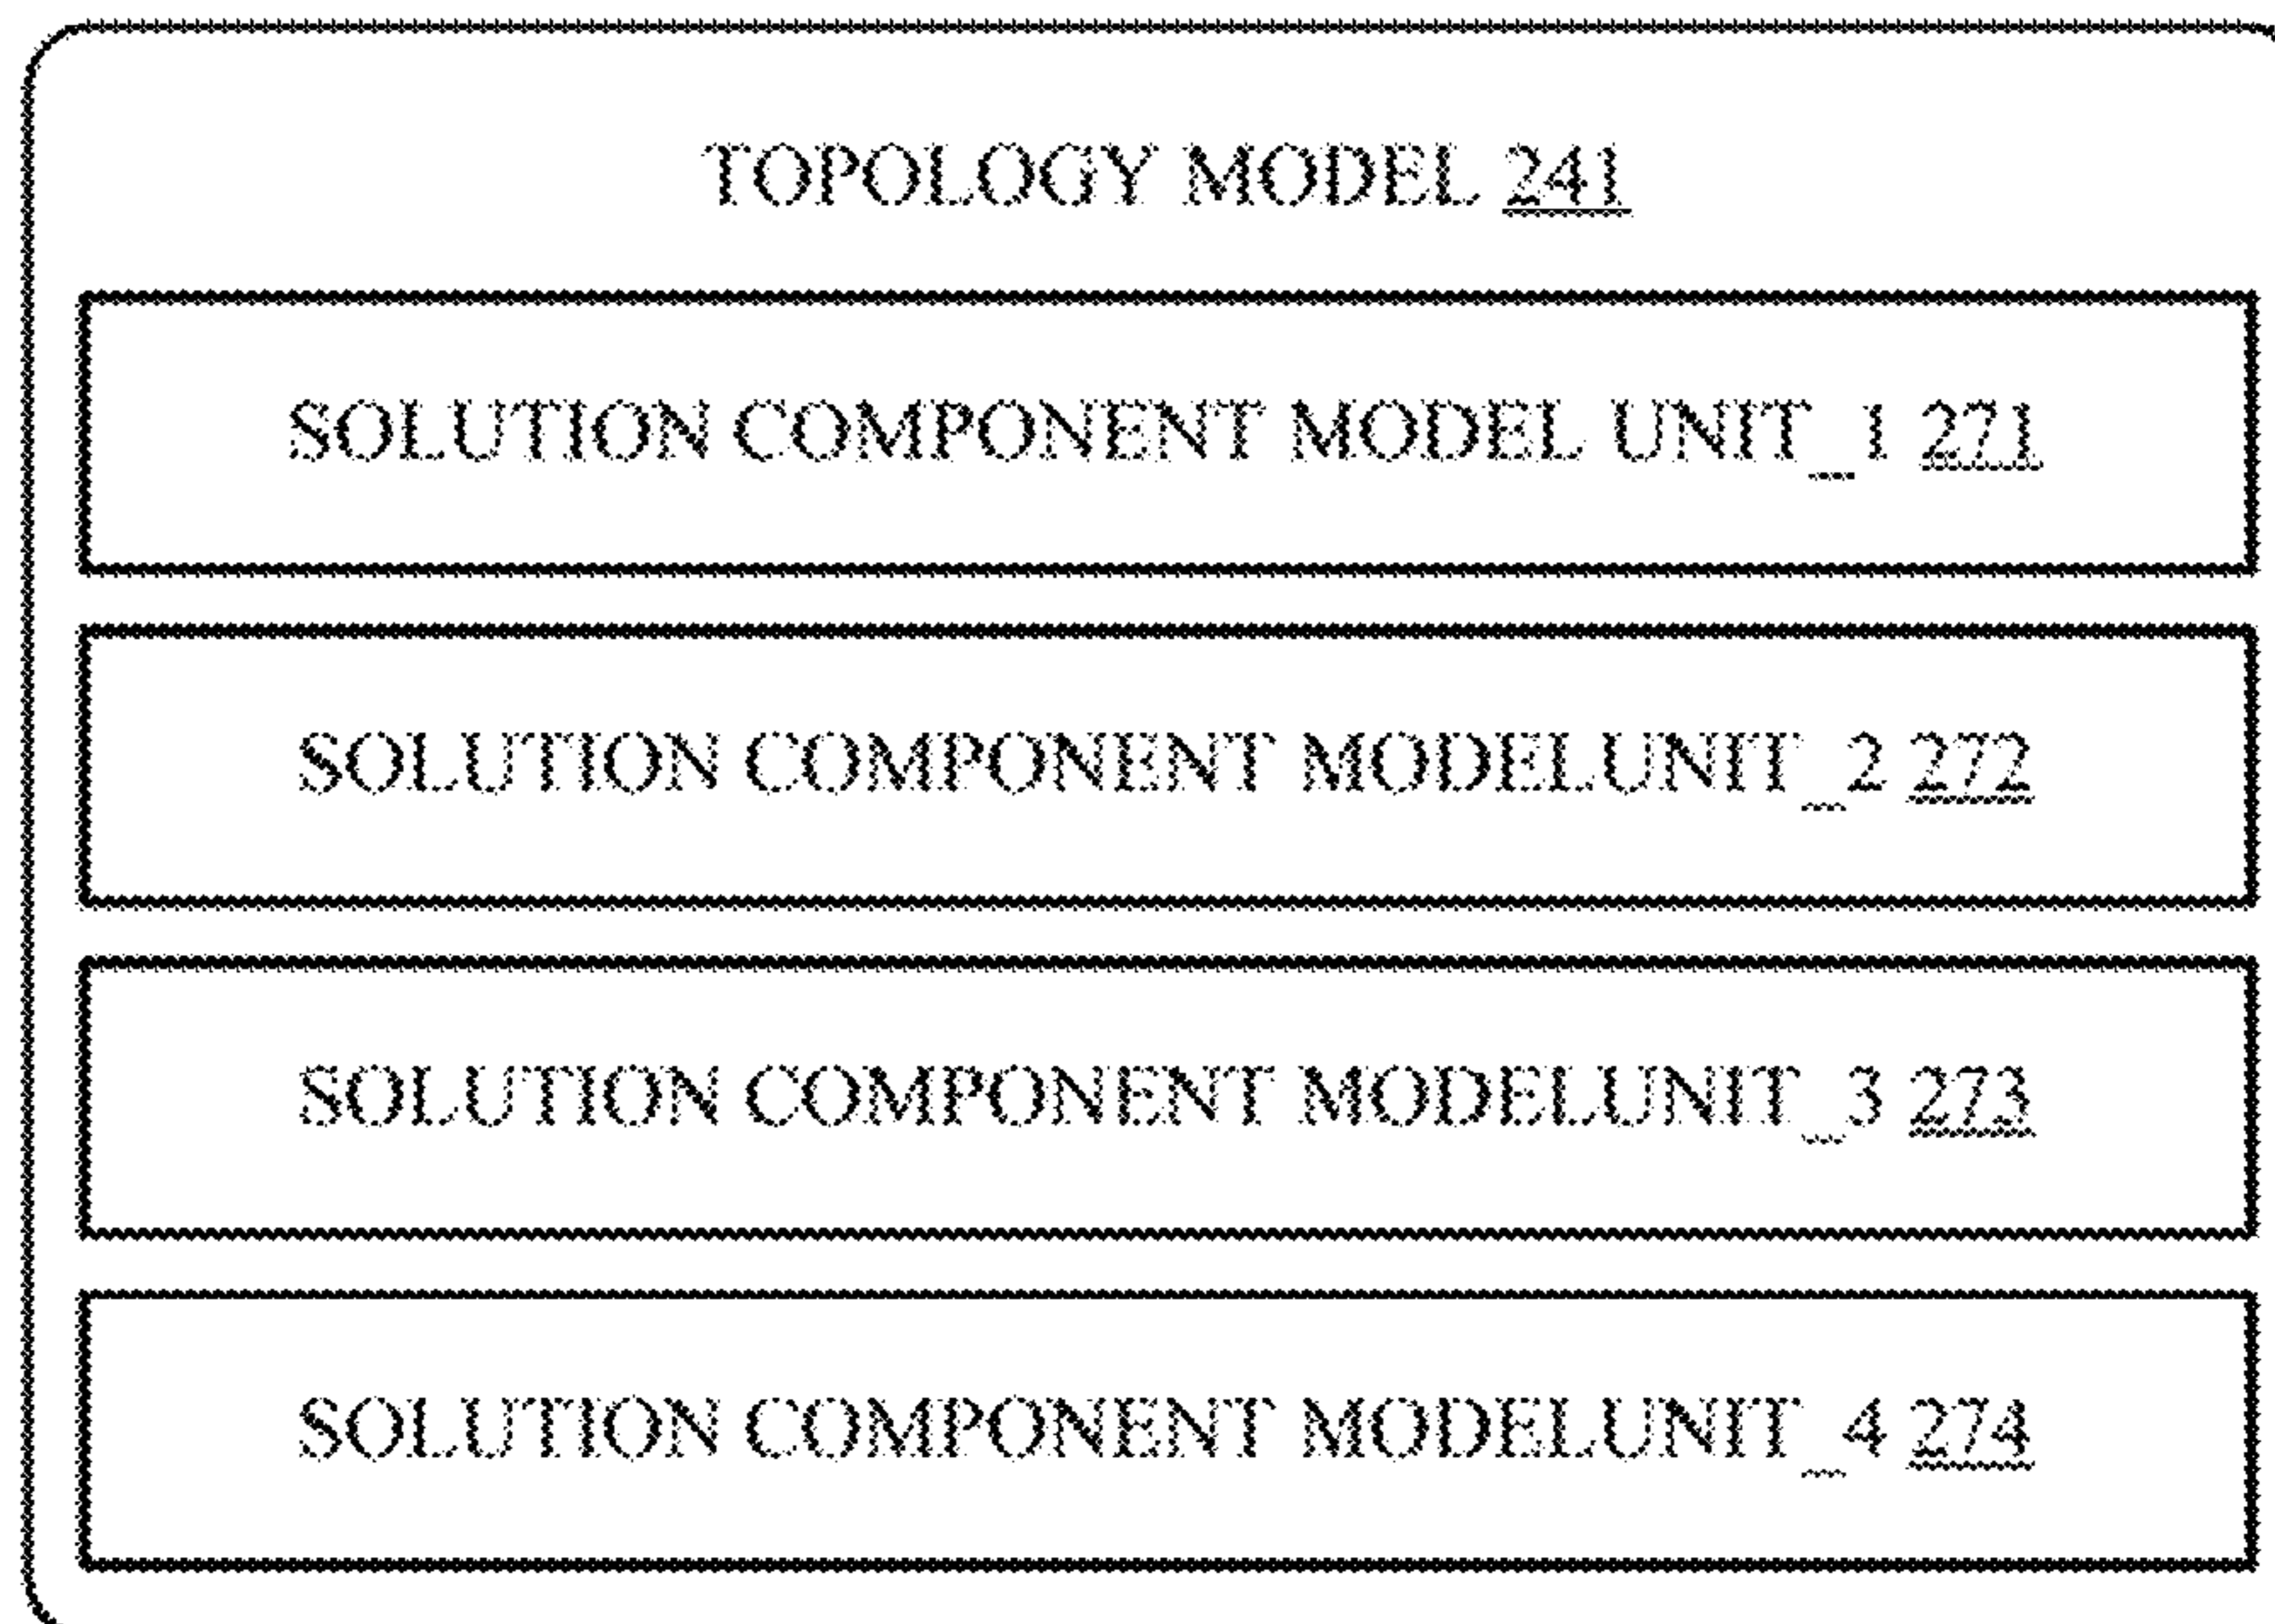 TOPOLOGY MODEL 241
SOLUTION COMPONENT MODEL UNIT_1 271
SOLUTION COMPONENT MODELUNIT_2 272
SOLUTION COMPONENT MODELUNIT_3 273
SOLUTION COMPONENT MODELUNIT_4 274